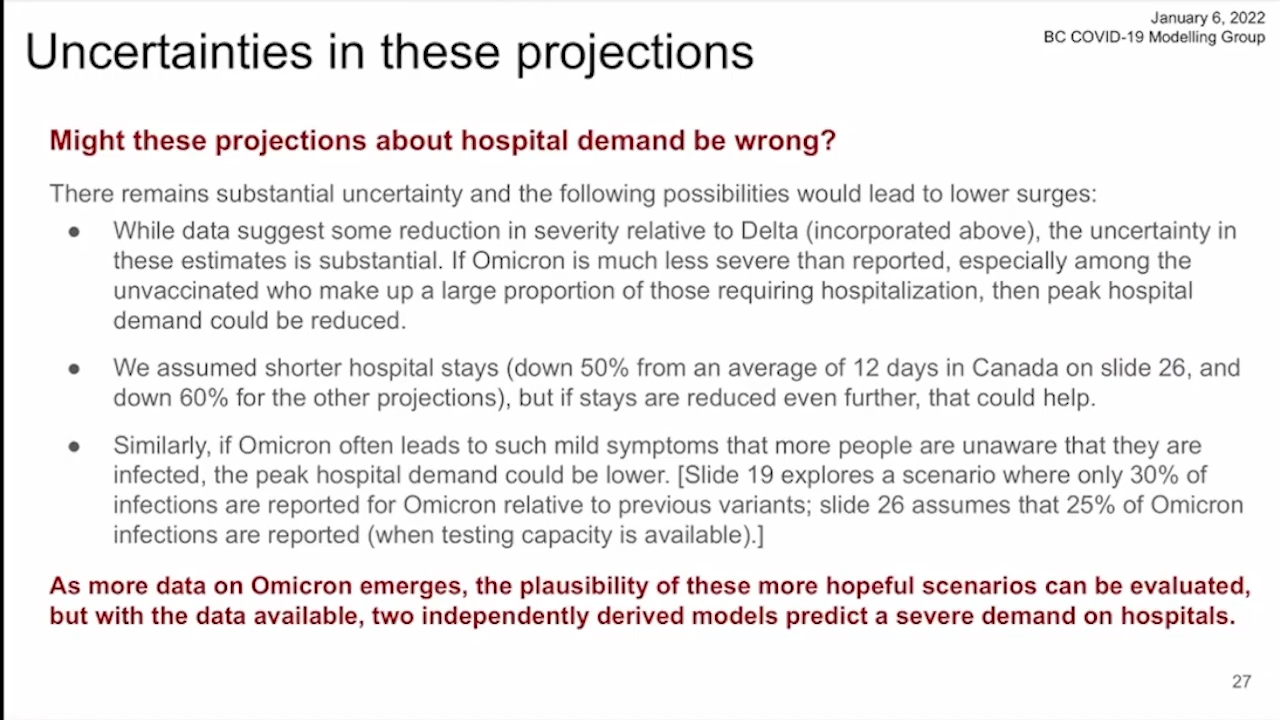 January 6, 2022
BC COVID-19 Modelling Group
Uncertainties in these projections
Might these projections about hospital demand be wrong?
There remains substantial uncertainty and the following possibilities would lead to lower surges:
● While data suggest some reduction in severity relative to Delta (incorporated above), the uncertainty in
these estimates is substantial. If Omicron is much less severe than reported, especially among the
unvaccinated who make up a large proportion of those requiring hospitalization, then peak hospital
demand could be reduced.
● We assumed shorter hospital stays (down 50% from an average of 12 days in Canada on slide 26, and
down 60% for the other projections), but if stays are reduced even further, that could help.
● Similarly, if Omicron often leads to such mild symptoms that more people are unaware that they are
infected, the peak hospital demand could be lower. [Slide 19 explores a scenario where only 30% of
infections are reported for Omicron relative to previous variants; slide 26 assumes that 25% of Omicron
infections are reported (when testing capacity is available).]
As more data on Omicron emerges, the plausibility of these more hopeful scenarios can be evaluated,
but with the data available, two independently derived models predict a severe demand on hospitals.
27